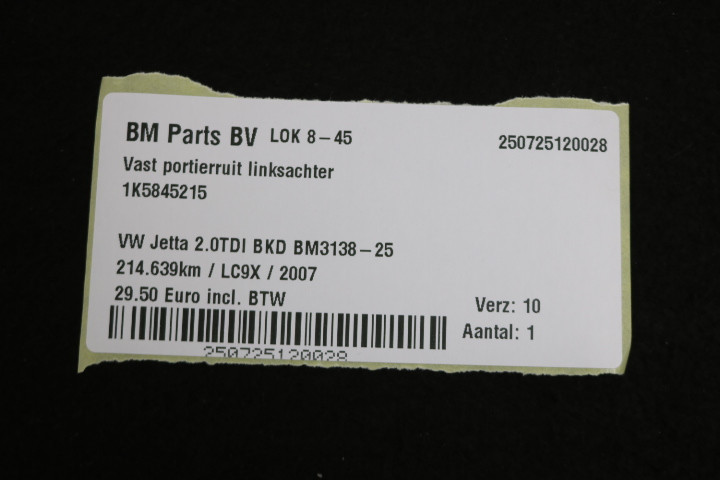 BM Parts BV LOK 8-45 250725120028
Vast portierruit linksachter
1K5845215
VW Jetta 2.0TDI BKD BM3138-25
214.639km / LC9X / 2007
29.50 Euro incl. BTW
Verz: 10
Aantal: 1
250725120028